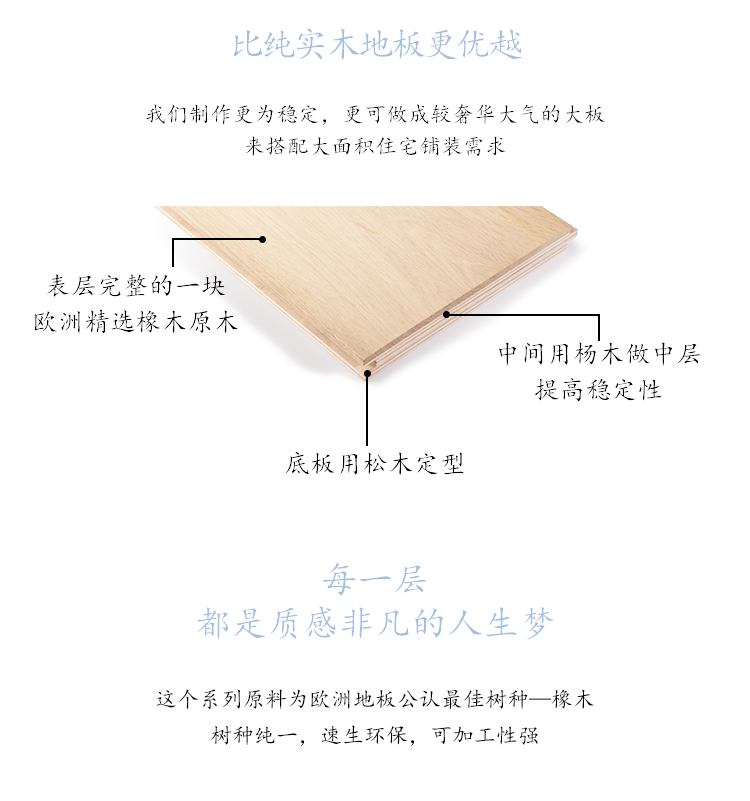 比纯实木地板更优越
我们制作更为稳定，更可做成较奢华大气的大板
来搭配大面积住宅铺装需求
表层完整的一块
欧洲精选橡木原木
中间用杨木做中层
提高稳定性
底板用松木定型
每一层
都是质感非凡的人生梦
这个系列原料为欧洲地板公认最佳树种—橡木
树种纯一，速生环保，可加工性强